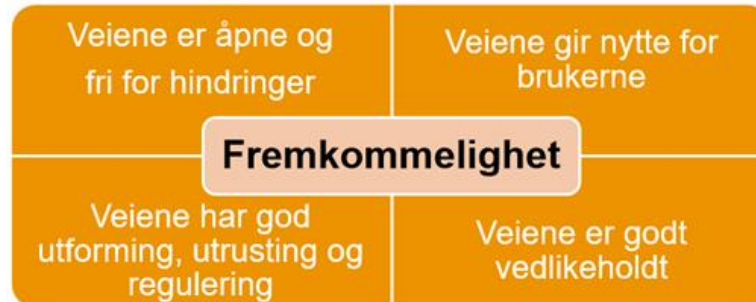 Veiene er åpne og
fri for hindringer
Veiene gir nytte for
brukerne
Fremkommelighet
Veiene har god
utforming, utrusting og
regulering
Veiene er godt
vedlikeholdt